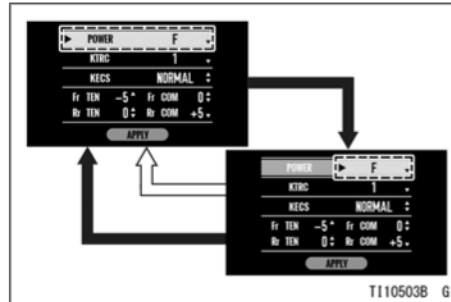 POWER F
KTRC 1
KECS NORMAL
Fr TEN -5 Fr COM 0
Rr TEN 0 Rr COM +5
APPLY
POWER F
KTRC 1
KECS NORMAL
Fr TEN -5 Fr COM 0
Rr TEN 0 Rr COM +5
APPLY
TI10503B G